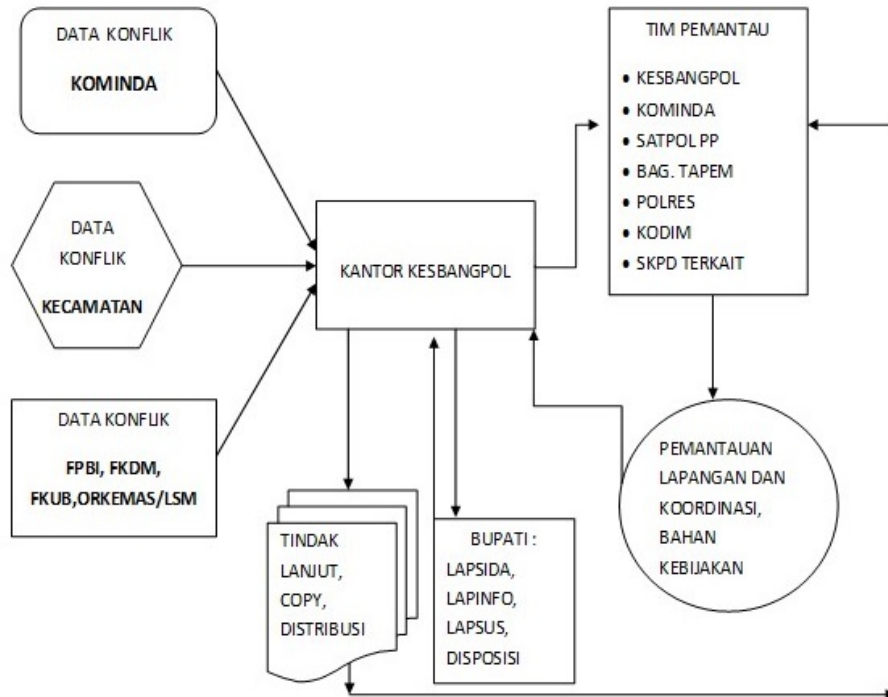 DATA KONFLIK
KOMINDA
DATA
KONFLIK
KECAMATAN
DATA KONFLIK
FPBI, FKDM,
FKUB,ORKEMAS/LSM
KANTOR KESBANGPOL
TIM PEMANTAU
• KESBANGPOL
• KOMINDA
• SATPOL PP
• BAG. TAPEM
• POLRES
• KODIM
• SKPD TERKAIT
PEMANTAUAN
LAPANGAN DAN
KOORDINASI,
BAHAN
KEBIJAKAN
TINDAK
LANJUT,
COPY,
DISTRIBUSI
BUPATI :
LAPSIDA,
LAPINFO,
LAPSUS,
DISPOSISI